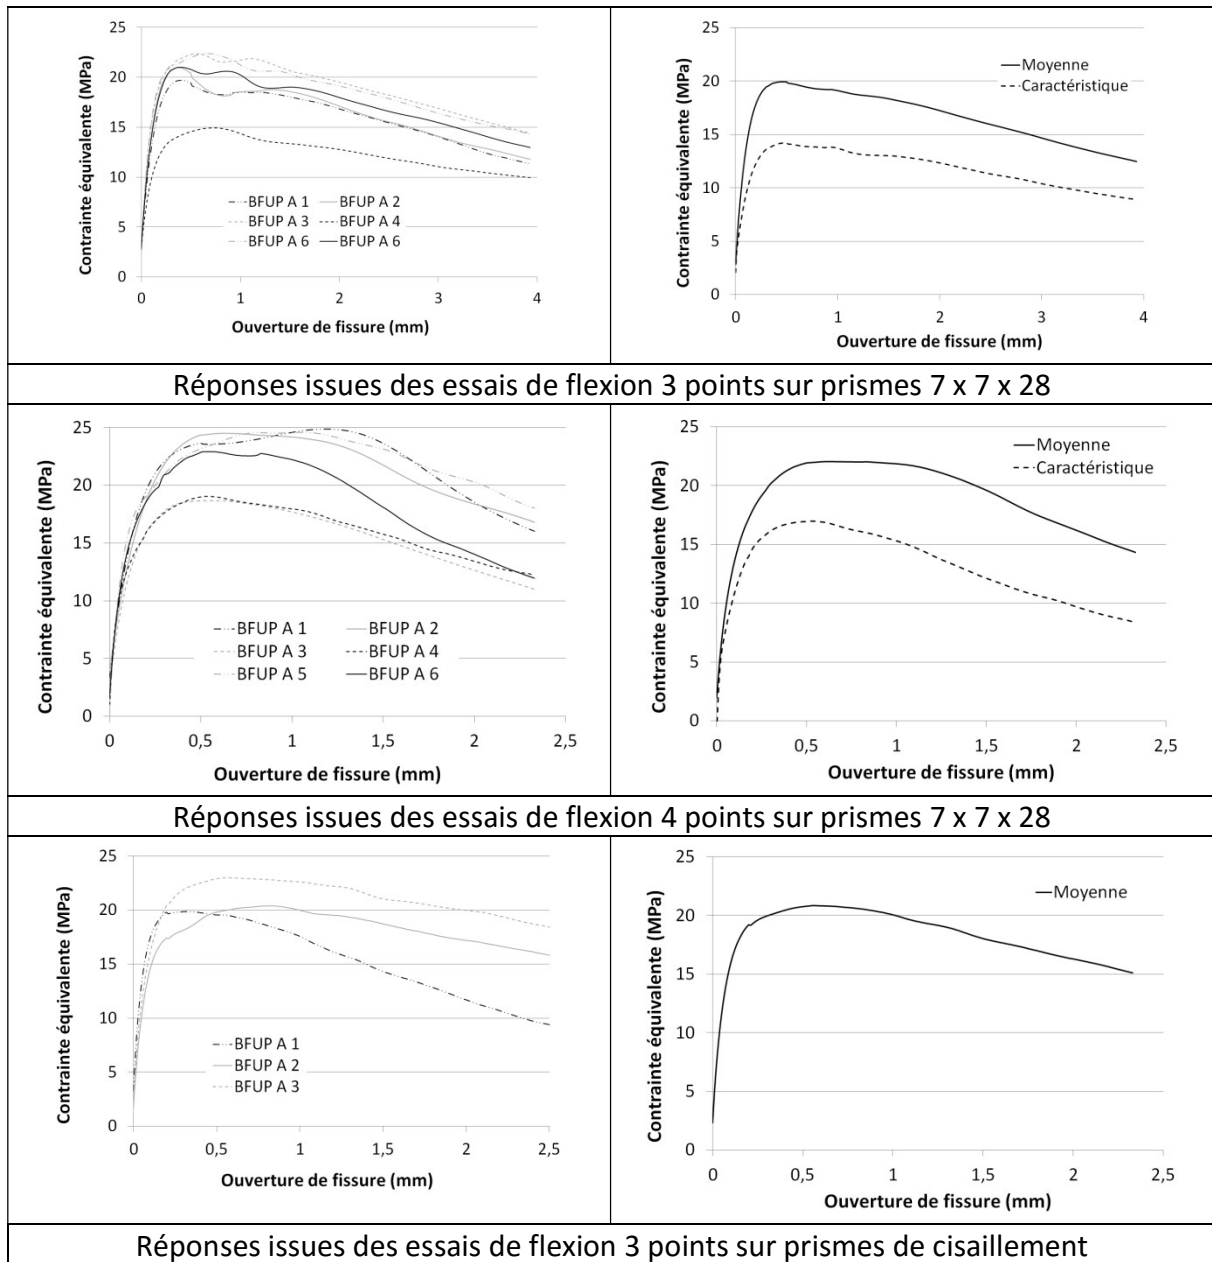 25
20
15
10
5
0
0 1 2 3 4
Contrainte équivalente (MPa)
Ouverture de fissure (mm)
BFUP A 1 BFUP A 2
BFUP A 3 BFUP A 4
BFUP A 6 BFUP A 6
25
20
15
10
5
0
0 1 2 3 4
Contrainte équivalente (MPa)
Ouverture de fissure (mm)
Moyenne
Caractéristique
Réponses issues des essais de flexion 3 points sur prismes 7 x 7 x 28
25
20
15
10
5
0
0 0,5 1 1,5 2 2,5
Contrainte équivalente (MPa)
Ouverture de fissure (mm)
BFUP A 1 BFUP A 2
BFUP A 3 BFUP A 4
BFUP A 5 BFUP A 6
25
20
15
10
5
0
0 0,5 1 1,5 2 2,5
Contrainte équivalente (MPa)
Ouverture de fissure (mm)
Moyenne
Caractéristique
Réponses issues des essais de flexion 4 points sur prismes 7 x 7 x 28
25
20
15
10
5
0
0 0,5 1 1,5 2 2,5
Contrainte équivalente (MPa)
Ouverture de fissure (mm)
BFUP A 1
BFUP A 2
BFUP A 3
25
20
15
10
5
0
0 0,5 1 1,5 2 2,5
Contrainte équivalente (MPa)
Ouverture de fissure (mm)
Moyenne
Réponses issues des essais de flexion 3 points sur prismes de cisaillement